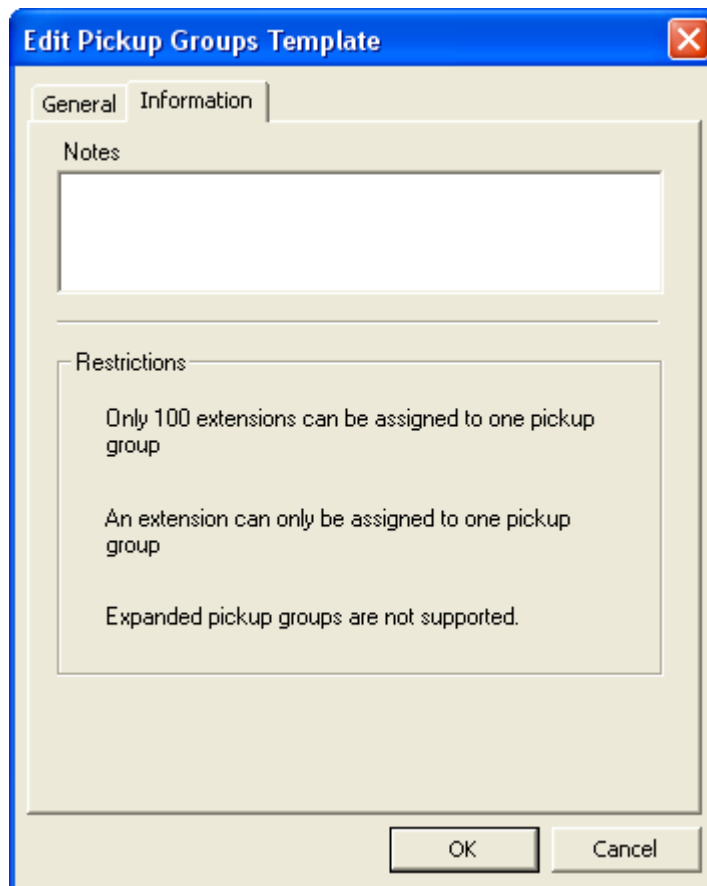 Edit Pickup Groups Template
General
Information
Notes
Restrictions
Only 100 extensions can be assigned to one pickup
group
An extension can only be assigned to one pickup
group
Expanded pickup groups are not supported.
OK
Cancel